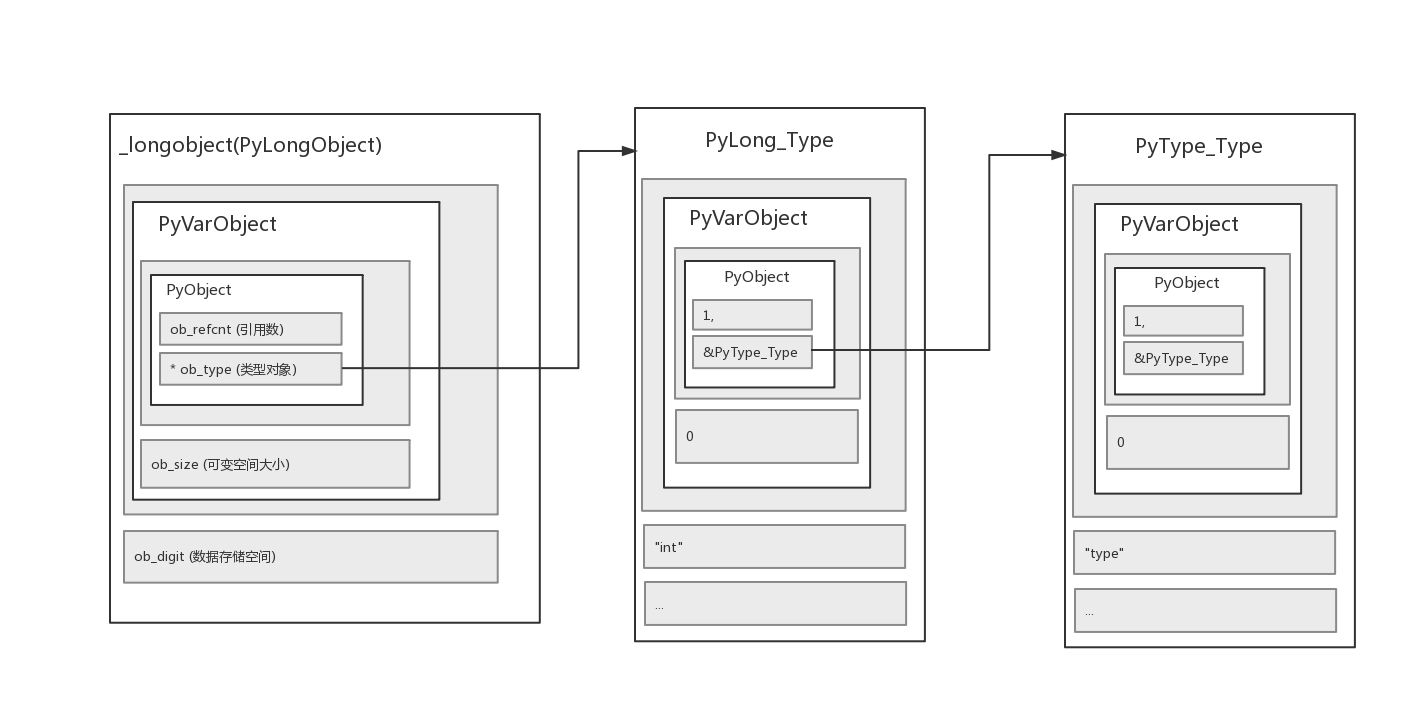 _longobject(PyLongObject)
PyVarObject
PyObject
ob_refcnt (引用数)
* ob_type (类型对象)
ob_size (可变空间大小)
ob_digit (数据存储空间)
PyLong_Type
PyVarObject
PyObject
1,
&PyType_Type
0
"int"
...
PyType_Type
PyVarObject
PyObject
1,
&PyType_Type
0
"type"
...